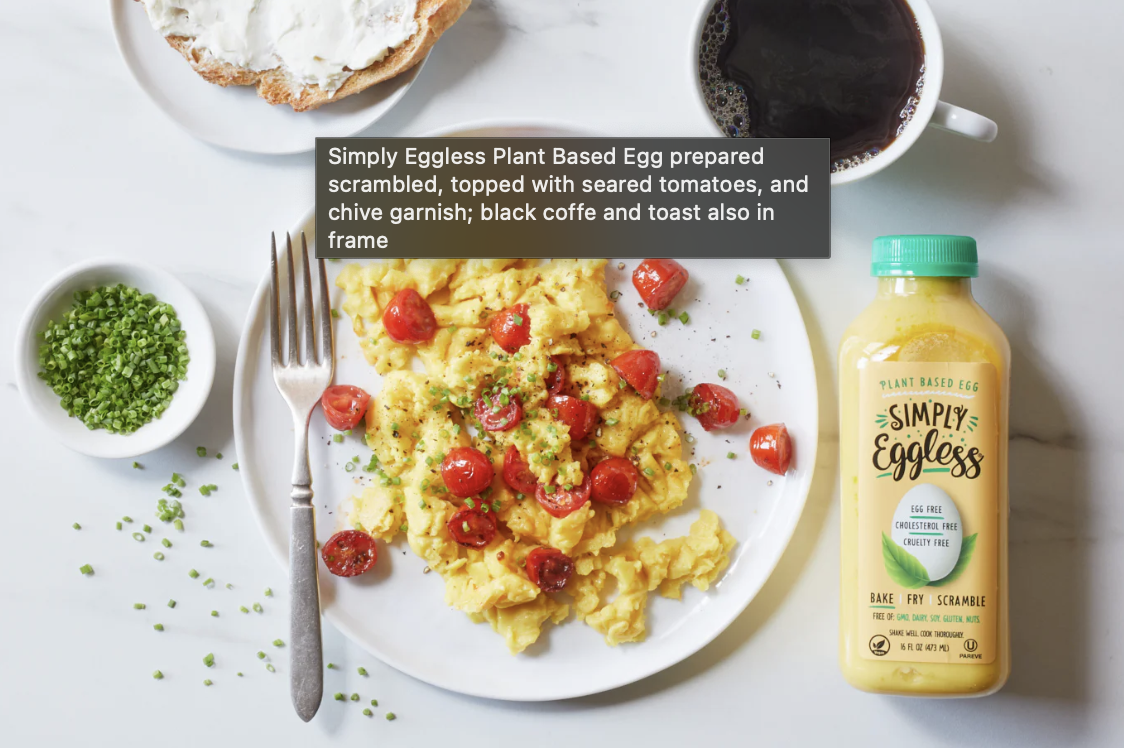 Simply Eggless Plant Based Egg prepared
scrambled, topped with seared tomatoes, and
chive garnish; black coffe and toast also in
frame
PLANT BASED EGG
SIMPLY
Eggless
EGG FREE
CHOLESTEROL FREE
CRUELTY FREE
BAKE FRY SCRAMBLE
FREE OF: GMO, DAIRY, SOY, GLUTEN, NUTS
SHAKE WELL. COOK THOROUGHLY.
16 FL OZ (473 ML)
U
PAREVE